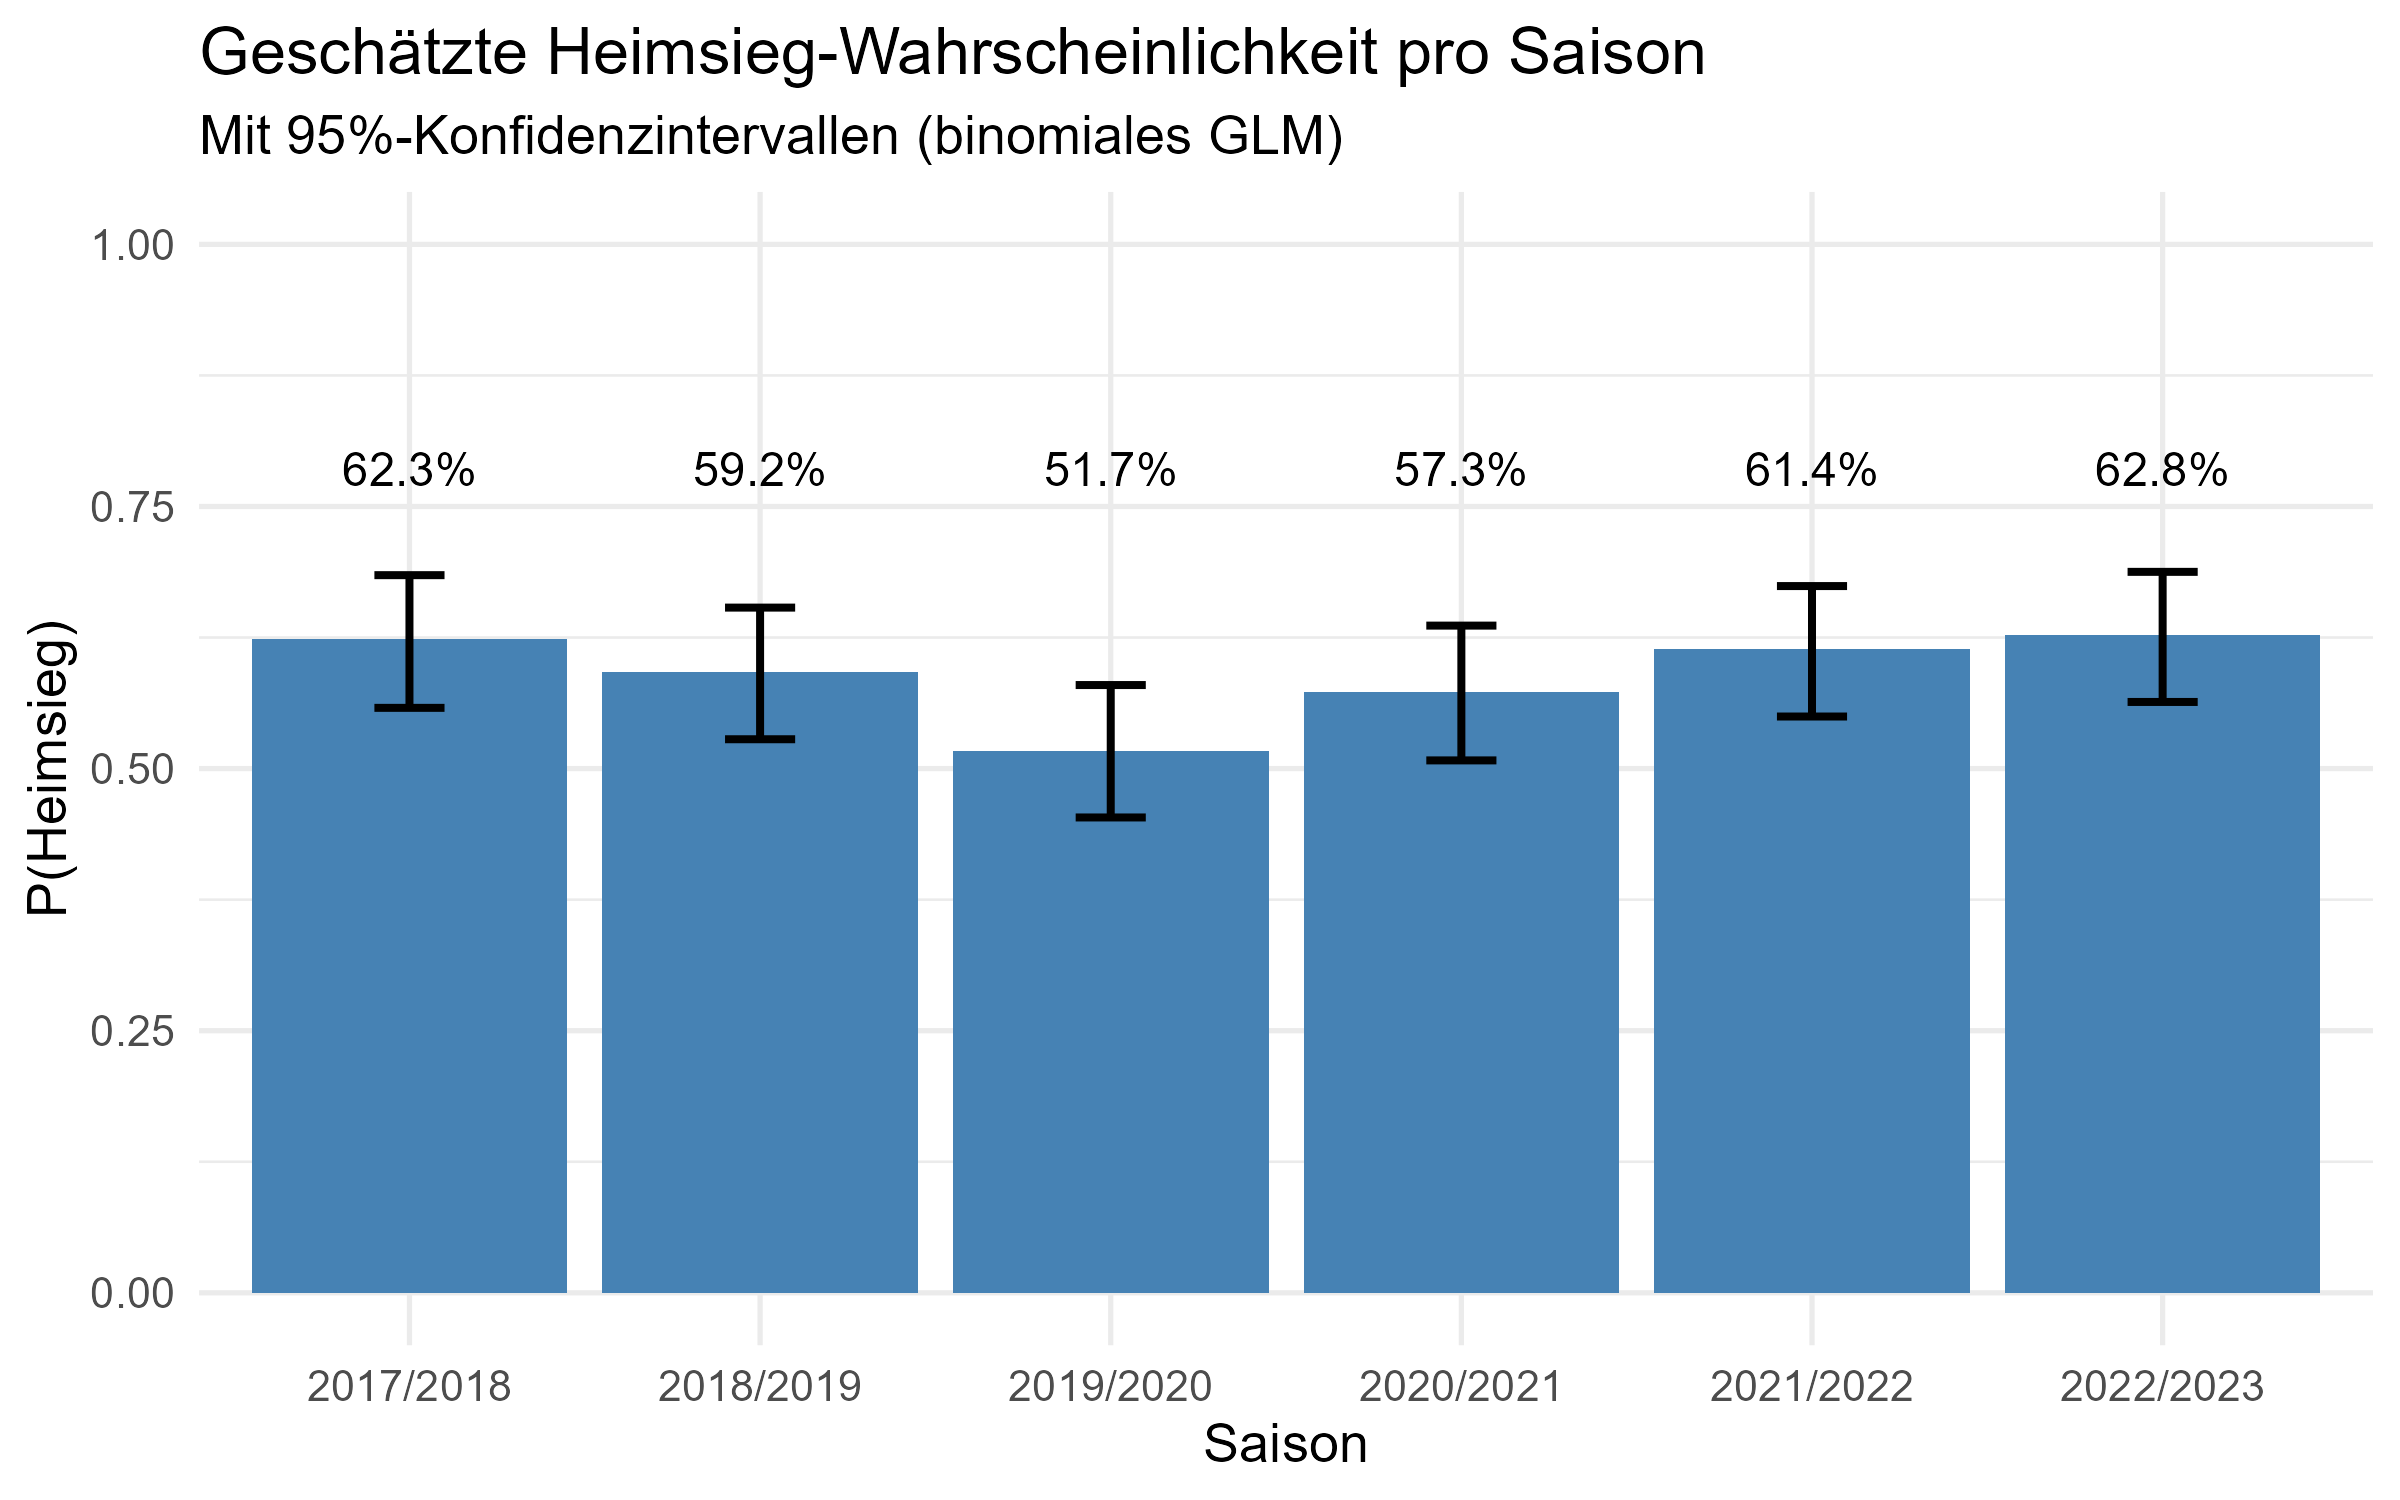 Geschätzte Heimsieg-Wahrscheinlichkeit pro Saison
Mit 95%-Konfidenzintervallen (binomiales GLM)
1.00
62.3% 59.2% 51.7% 57.3% 61.4% 62.8%
0.75
P(Heimsieg)
0.50
0.25
0.00
2017/2018 2018/2019 2019/2020 2020/2021 2021/2022 2022/2023
Saison